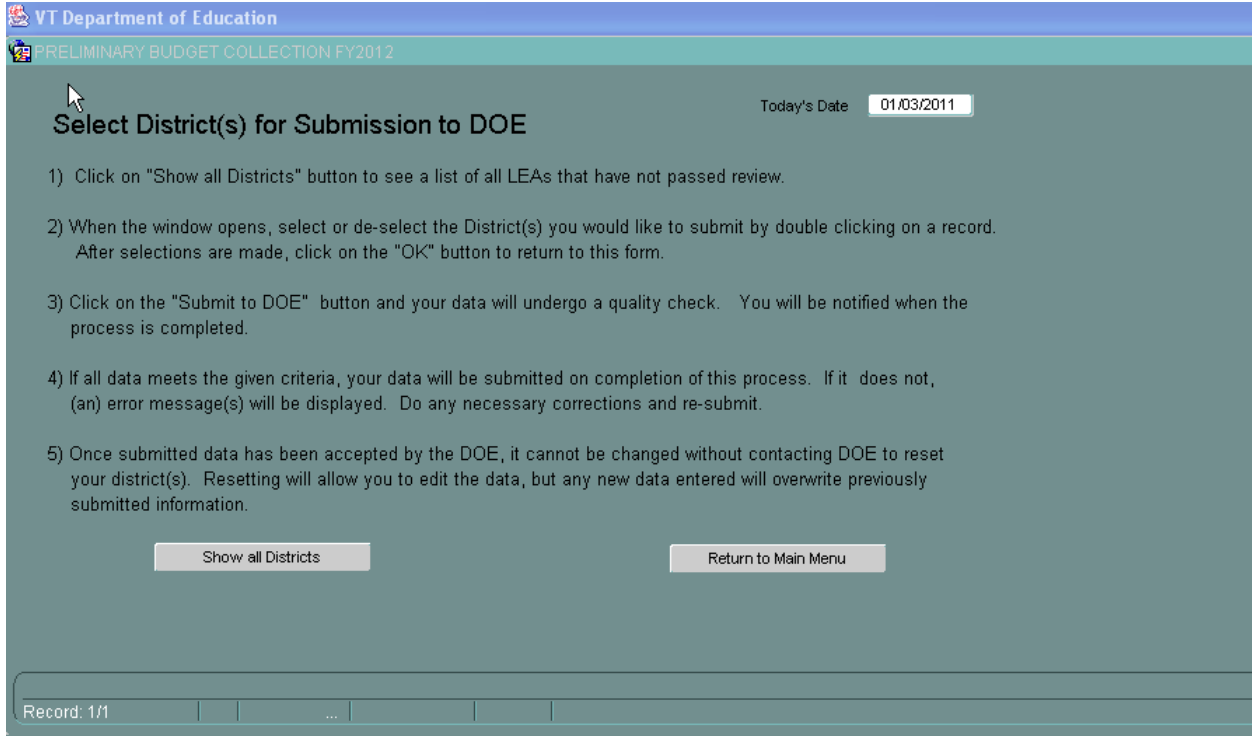 VT Department of Education
PRELIMINARY BUDGET COLLECTION FY2012
Today's Date 01/03/2011
Select District(s) for Submission to DOE
1) Click on "Show all Districts" button to see a list of all LEAs that have not passed review.
2) When the window opens, select or de-select the District(s) you would like to submit by double clicking on a record.
After selections are made, click on the "OK" button to return to this form.
3) Click on the "Submit to DOE" button and your data will undergo a quality check. You will be notified when the
process is completed.
4) If all data meets the given criteria, your data will be submitted on completion of this process. If it does not,
(an) error message(s) will be displayed. Do any necessary corrections and re-submit.
5) Once submitted data has been accepted by the DOE, it cannot be changed without contacting DOE to reset
your district(s). Resetting will allow you to edit the data, but any new data entered will overwrite previously
submitted information.
Show all Districts Return to Main Menu
Record: 1/1 ...